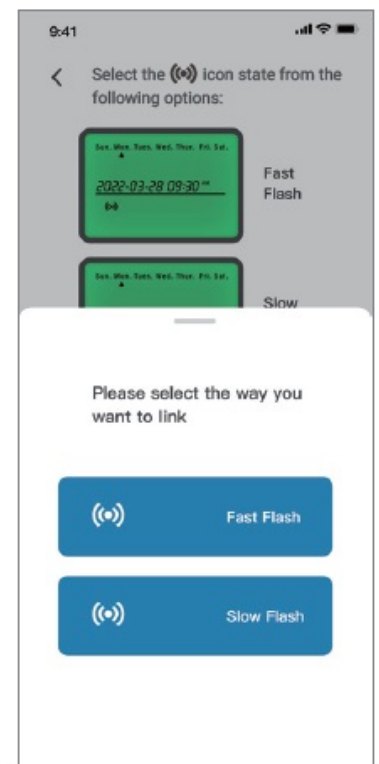 9:41
Select the icon state from the
following options:
Sun. Mon. Tues. Wed. Thur. Fri. Sat.
2022-03-28 09:30
Fast
Flash
Sun. Mon. Tues. Wed. Thur. Fri. Sat.
Slow
Please select the way you
want to link
Fast Flash
Slow Flash